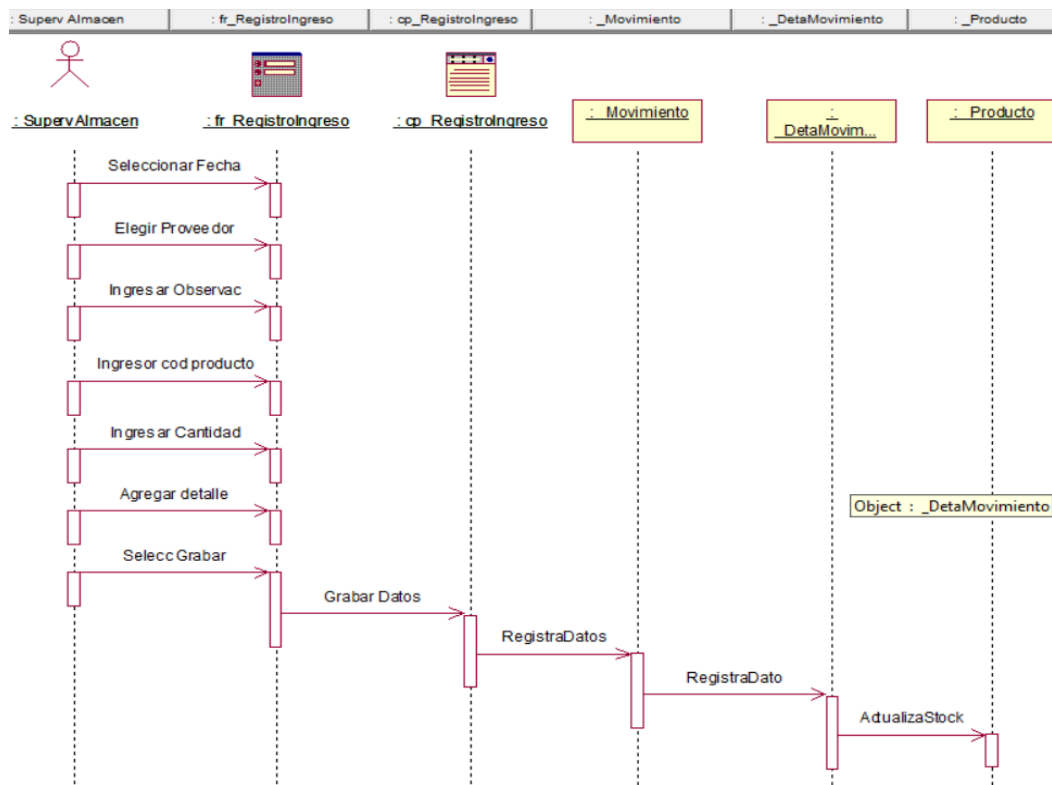 : Superv Almacen
: fr_RegistroIngreso
: cp_RegistroIngreso
: _Movimiento
: _DetaMovimiento
: _Producto
: SupervAlmacen
: fr_RegistroIngreso
: cp_RegistroIngreso
: _Movimiento
:
_DetaMovim...
: _Producto
Seleccionar Fecha
Elegir Proveedor
Ingresar Observac
Ingresor cod producto
Ingresar Cantidad
Agregar detalle
Object : _DetaMovimiento
Selecc Grabar
Grabar Datos
RegistraDatos
RegistraDato
ActualizaStock